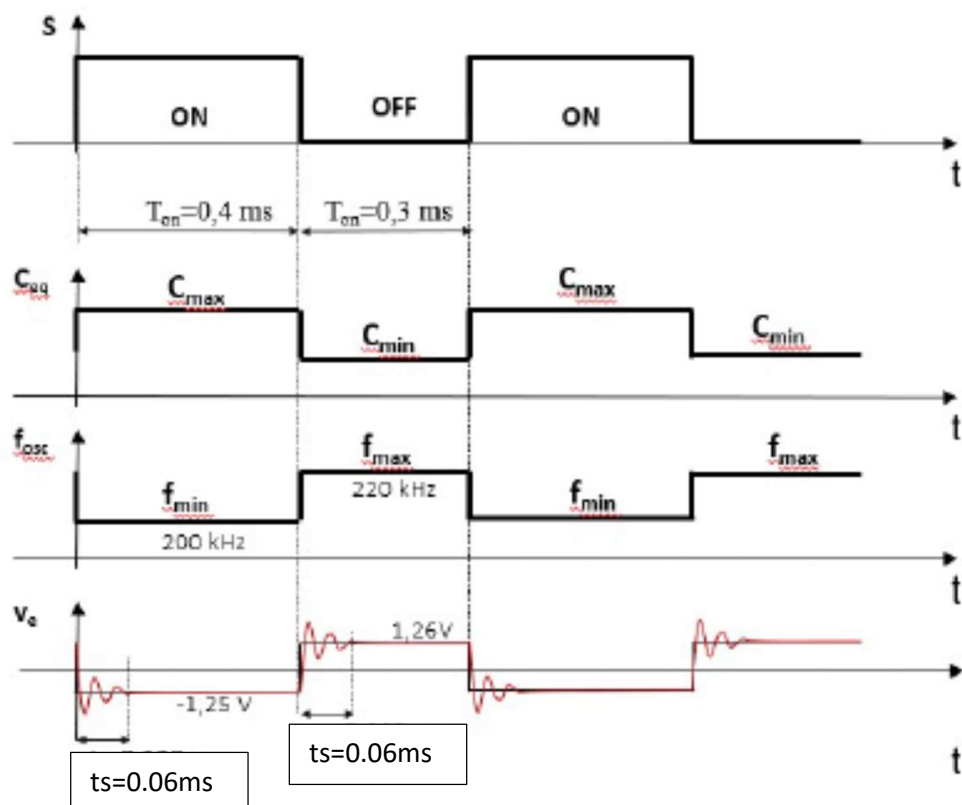 S
ON
OFF
ON
t
Ton=0,4 ms
Ton=0,3 ms
Ceq
Cmax
Cmin
Cmax
Cmin
t
fosc
fmin
200 kHz
fmax
220 kHz
fmin
fmax
t
ve
-1,25 V
1,26V
t
ts=0.06ms
ts=0.06ms